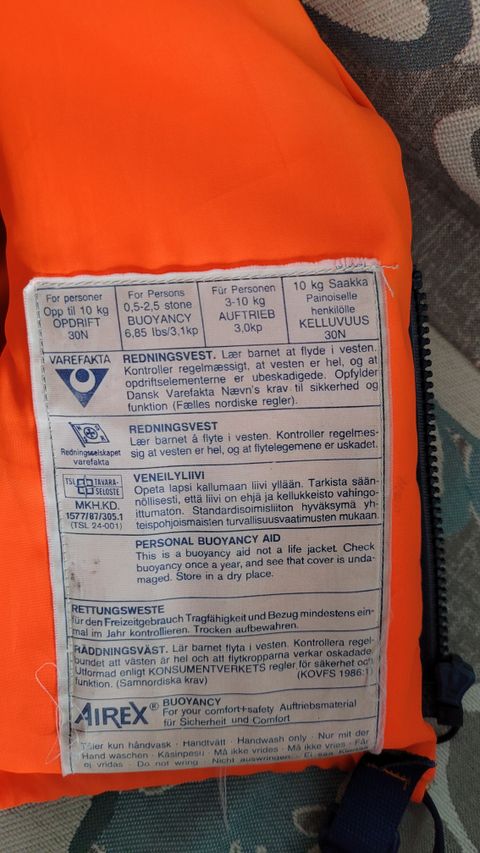 For personer
Opp til 10 kg
OPDRIFT
30N
For Persons
0,5-2,5 stone
BUOYANCY
6,85 lbs/3,1kp
Für Personen
3-10 kg
AUFTRIEB
3,0kp
10 kg Saakka
Painoiselle
henkilölle
KELLUVUUS
30N
VAREFAKTA
REDNINGSVEST. Lær barnet at flyde i vesten.
Kontroller regelmæssigt, at vesten er hel, og at
opdriftselementerne er ubeskadigede. Opfylder
Dansk Varefakta Nævn's krav til sikkerhed og
funktion (Fælles nordiske regler).
Redningsselskapet
varefakta
REDNINGSVEST
Lær barnet å flyte i vesten. Kontroller regelmes-
sig at vesten er hel, og at flytelegemene er uskadet.
TSL TAVARA-
SELOSTE
MKH.KD.
1577/87/305.1
(TSL 24-001)
VENEILYLIIVI
Opeta lapsi kallumaan liivi yllään. Tarkista sään-
nöllisesti, että liivi on ehjä ja kellukkeisto vahingo-
ittumaton. Standardisoimisliiton hyväksymä yh-
teispohjoismaisten turvallisuusvaatimusten mukaan.
PERSONAL BUOYANCY AID
This is a buoyancy aid not a life jacket. Check
buoyancy once a year, and see that cover is unda-
maged. Store in a dry place.
RETTUNGSWESTE
für den Freizeitgebrauch Tragfähigkeit und Bezug mindestens ein-
mal im Jahr kontrollieren. Trocken aufbewahren.
RÄDDNINGSVÄST. Lär barnet flyta i vesten. Kontrollera regel-
bundet att västen är hel och att flytkropparna verkar oskadade
Utformad enligt KONSUMENTVERKETS regler för säkerhet och
funktion. (Samnordiska krav) (KOVFS 1986:1)
AIREX® BUOYANCY
For your comfort+safety Auftriebsmaterial
für Sicherheit und Comfort
Tåler kun håndvask · Handtvätt · Handwash only · Nur mit der
Hand waschen · Käsinpesu · Må ikke vrides · Må ikke vris · Får
ej vridas · Do not wring · Nicht auswringen · Ei saa